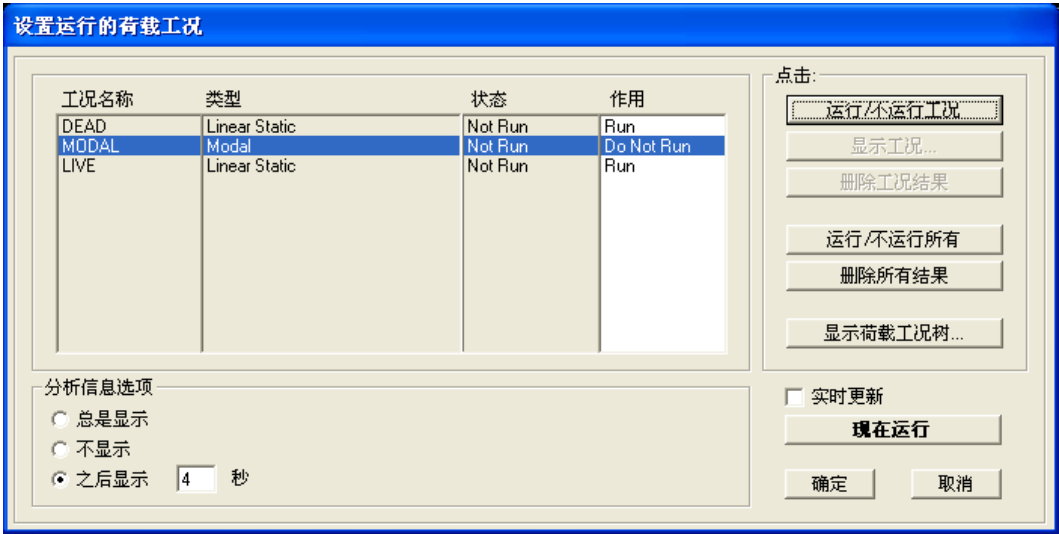 设置运行的荷载工况
点击:
工况名称 类型 状态 作用
运行/不运行工况
DEAD Linear Static Not Run Run
MODAL Modal Not Run Do Not Run
显示工况...
LIVE Linear Static Not Run Run
删除工况结果
运行/不运行所有
删除所有结果
显示荷载工况树...
分析信息选项
实时更新
总是显示
现在运行
不显示
之后显示 4 秒
确定 取消